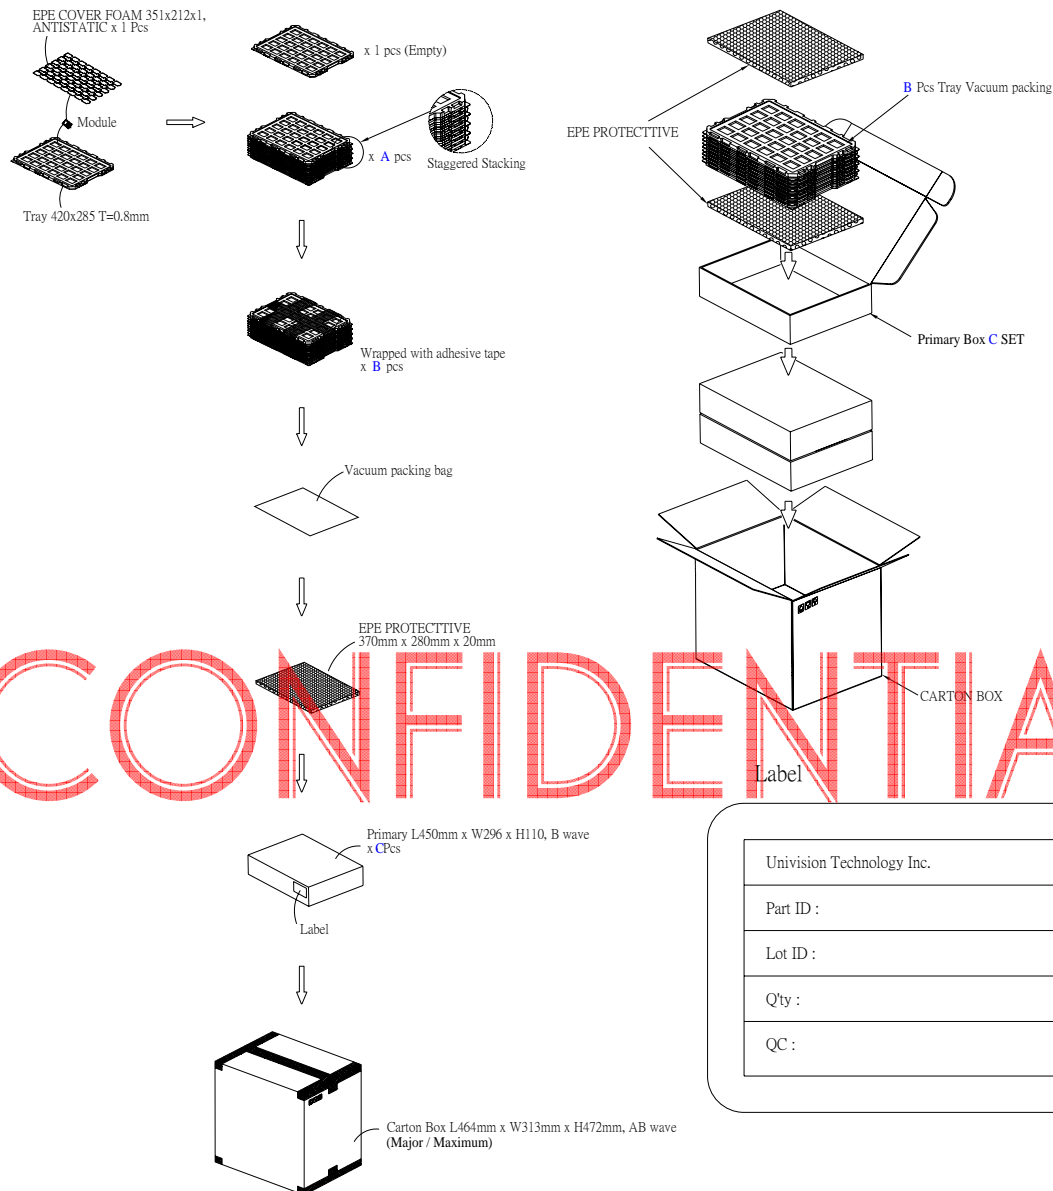 EPE COVER FOAM 351x212x1,
ANTISTATIC x 1 Pcs
Module
Tray 420x285 T=0.8mm
x 1 pcs (Empty)
x A pcs
Staggered Stacking
Wrapped with adhesive tape
x B pcs
Vacuum packing bag
EPE PROTECTTIVE
370mm x 280mm x 20mm
Primary L450mm x W296 x H110, B wave
x CPcs
Label
Carton Box L464mm x W313mm x H472mm, AB wave
(Major / Maximum)
B Pcs Tray Vacuum packing
EPE PROTECTTIVE
Primary Box C SET
CARTON BOX
CONFIDENTIA
Label
Univision Technology Inc.
Part ID :
Lot ID :
Q'ty :
QC :